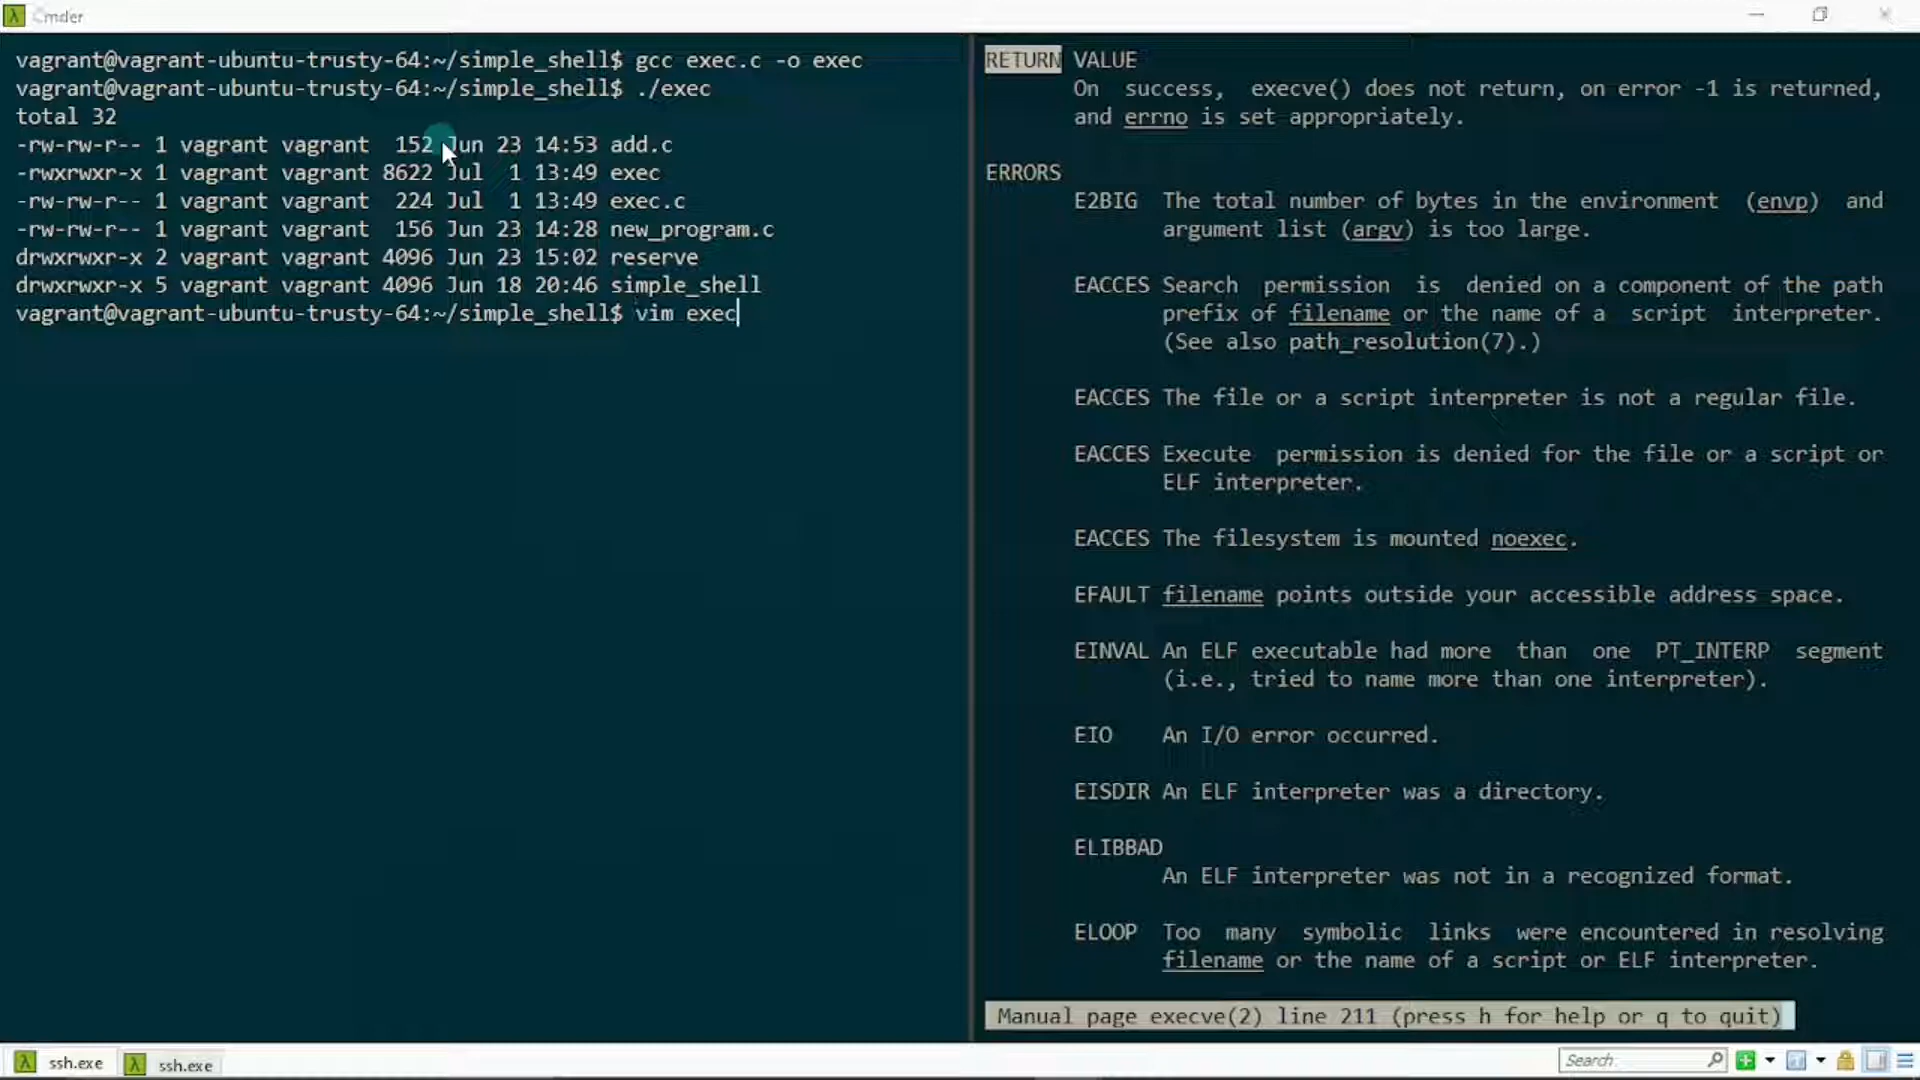 Cmder
vagrant@vagrant-ubuntu-trusty-64:~/simple_shell$ gcc exec.c -o exec
vagrant@vagrant-ubuntu-trusty-64:~/simple_shell$ ./exec
total 32
-rw-rw-r-- 1 vagrant vagrant  152 Jun 23 14:53 add.c
-rwxrwxr-x 1 vagrant vagrant 8622 Jul  1 13:49 exec
-rw-rw-r-- 1 vagrant vagrant  224 Jul  1 13:49 exec.c
-rw-rw-r-- 1 vagrant vagrant  156 Jun 23 14:28 new_program.c
drwxrwxr-x 2 vagrant vagrant 4096 Jun 23 15:02 reserve
drwxrwxr-x 5 vagrant vagrant 4096 Jun 18 20:46 simple_shell
vagrant@vagrant-ubuntu-trusty-64:~/simple_shell$ vim exec
RETURN VALUE
On success, execve() does not return, on error -1 is returned,
and errno is set appropriately.
ERRORS
E2BIG The total number of bytes in the environment (envp) and
argument list (argv) is too large.
EACCES Search permission is denied on a component of the path
prefix of filename or the name of a script interpreter.
(See also path_resolution(7).)
EACCES The file or a script interpreter is not a regular file.
EACCES Execute permission is denied for the file or a script or
ELF interpreter.
EACCES The filesystem is mounted noexec.
EFAULT filename points outside your accessible address space.
EINVAL An ELF executable had more than one PT_INTERP segment
(i.e., tried to name more than one interpreter).
EIO An I/O error occurred.
EISDIR An ELF interpreter was a directory.
ELIBBAD
An ELF interpreter was not in a recognized format.
ELOOP Too many symbolic links were encountered in resolving
filename or the name of a script or ELF interpreter.
Manual page execve(2) line 211 (press h for help or q to quit)
ssh.exe
ssh.exe
Search